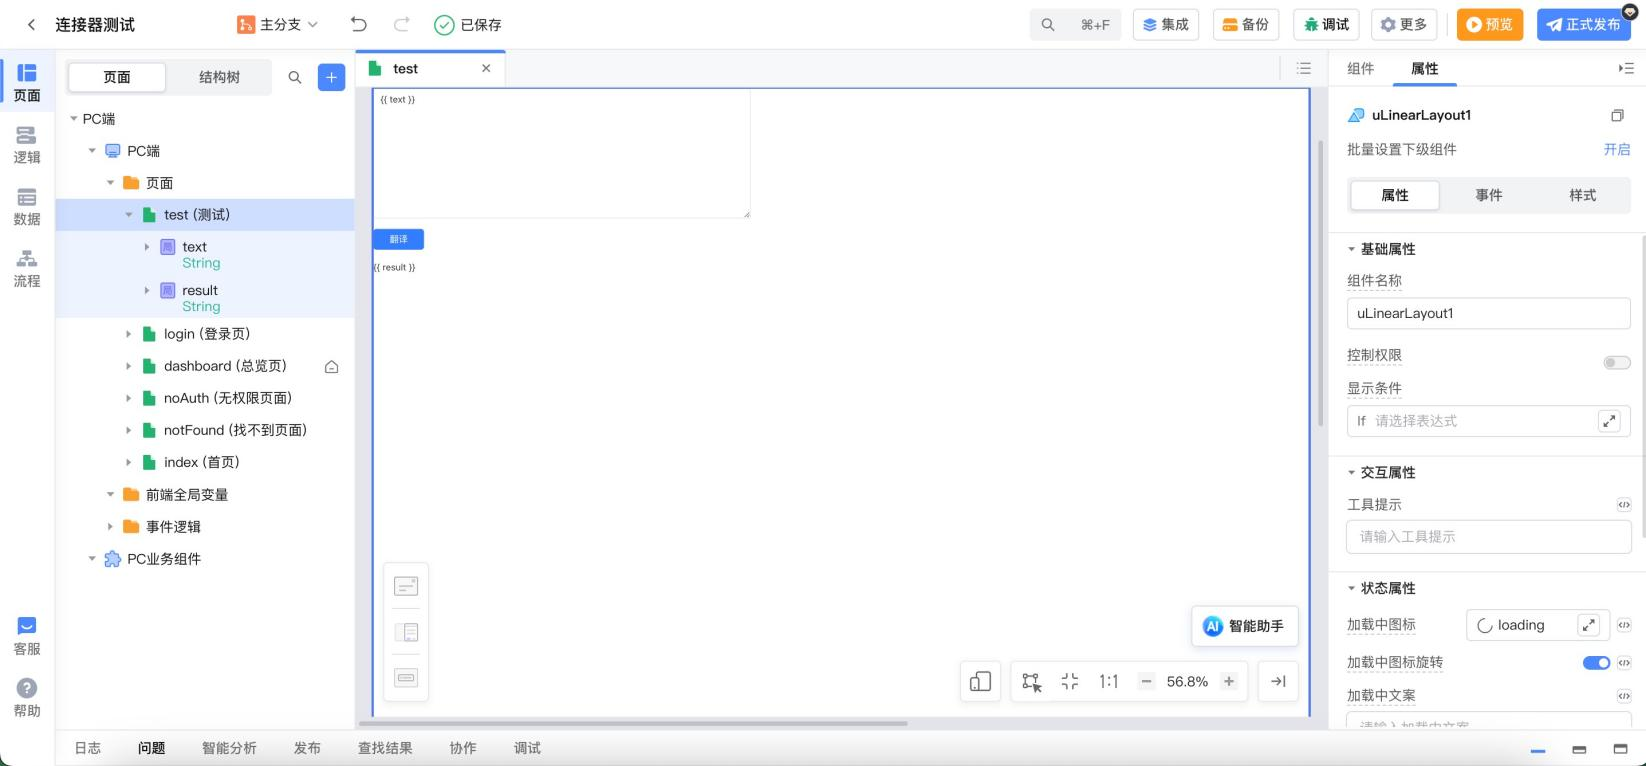 连接器测试
主分支
已保存
⌘+F
集成
备份
调试
更多
预览
正式发布
页面
逻辑
数据
流程
客服
帮助
页面
结构树
PC端
PC端
页面
test (测试)
text
String
result
String
login (登录页)
dashboard (总览页)
noAuth (无权限页面)
notFound (找不到页面)
index (首页)
前端全局变量
事件逻辑
PC业务组件
test
{{ text }}
翻译
{{ result }}
AI 智能助手
1:1
56.8%
组件
属性
uLinearLayout1
批量设置下级组件
开启
属性
事件
样式
基础属性
组件名称
uLinearLayout1
控制权限
显示条件
If 请选择表达式
交互属性
工具提示
请输入工具提示
状态属性
加载中图标
loading
加载中图标旋转
加载中文案
请输入加载中文案
日志
问题
智能分析
发布
查找结果
协作
调试